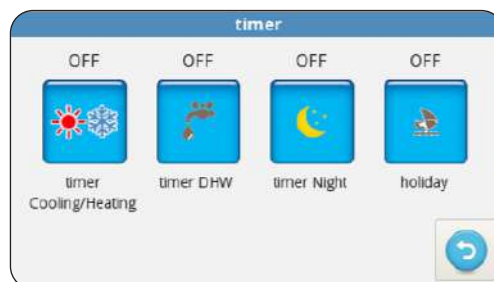 timer
OFF OFF OFF OFF
timer Cooling/Heating
timer DHW
timer Night
holiday